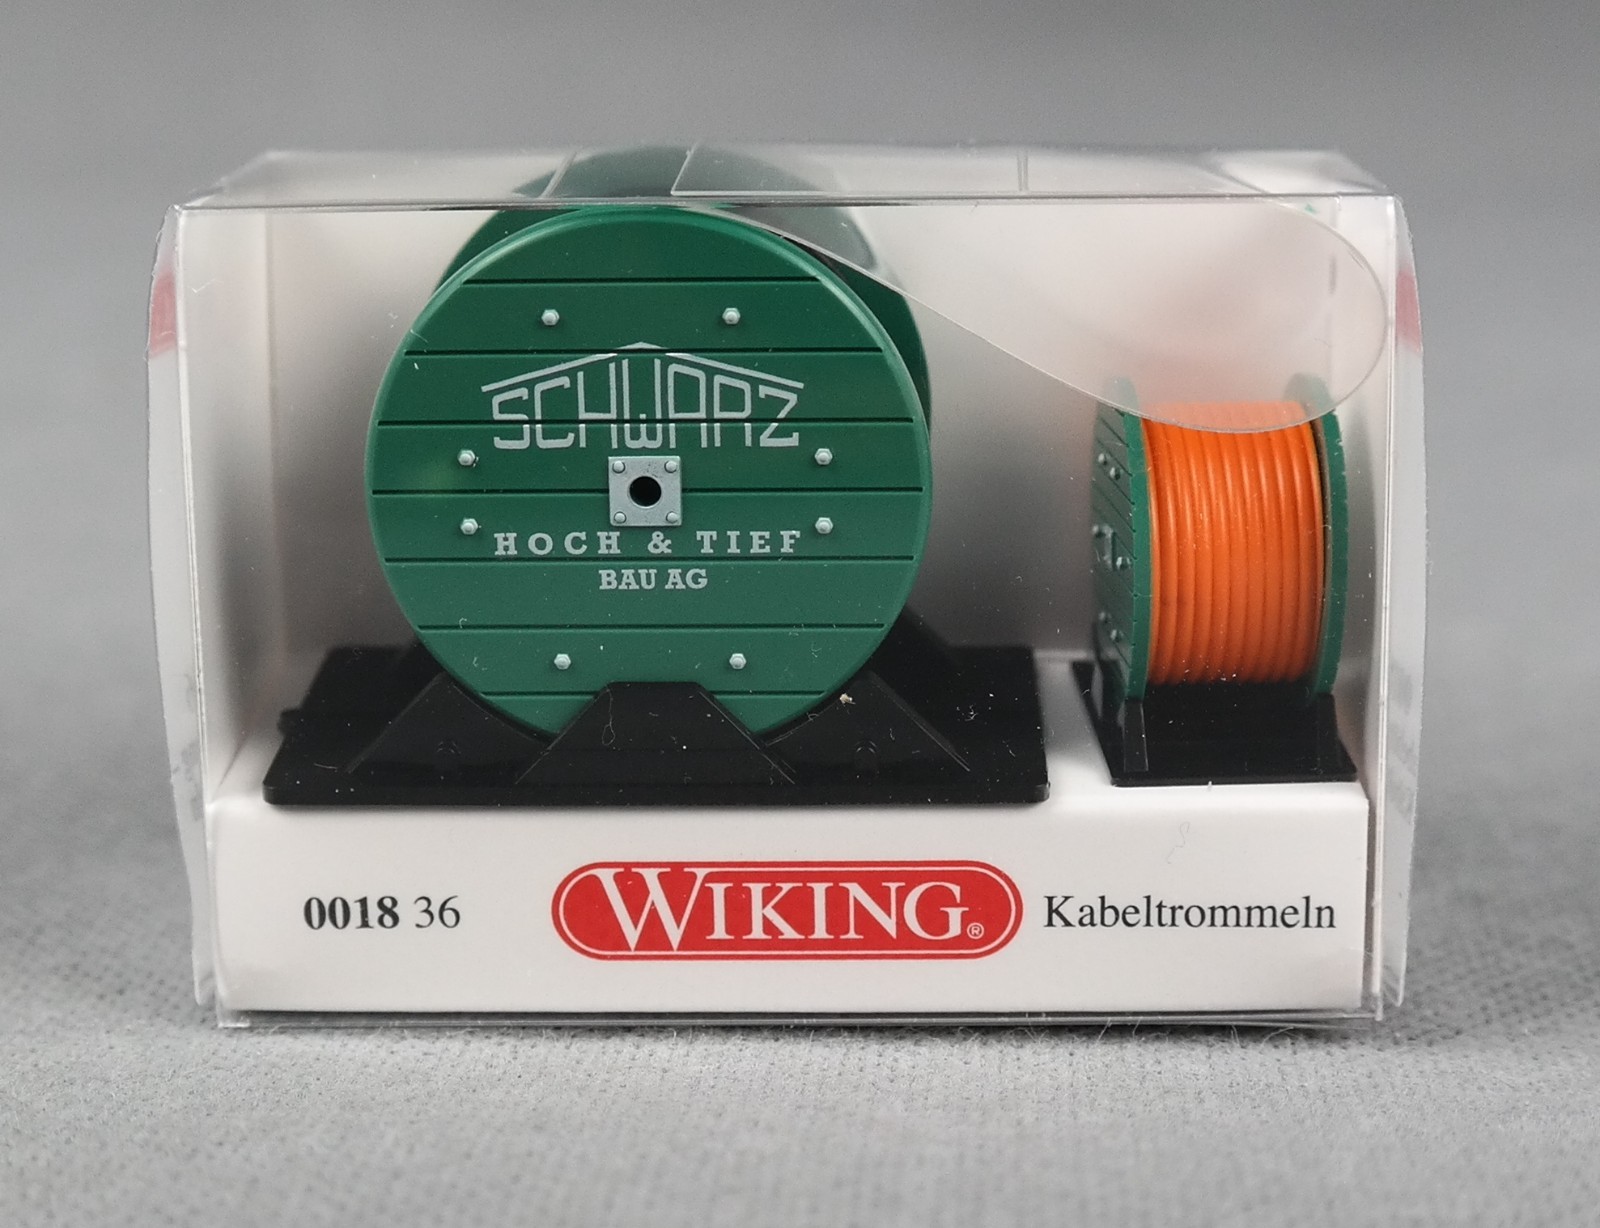 SCHWARZ
HOCH & TIEF
BAU AG
0018 36
WIKING®
Kabeltrommeln